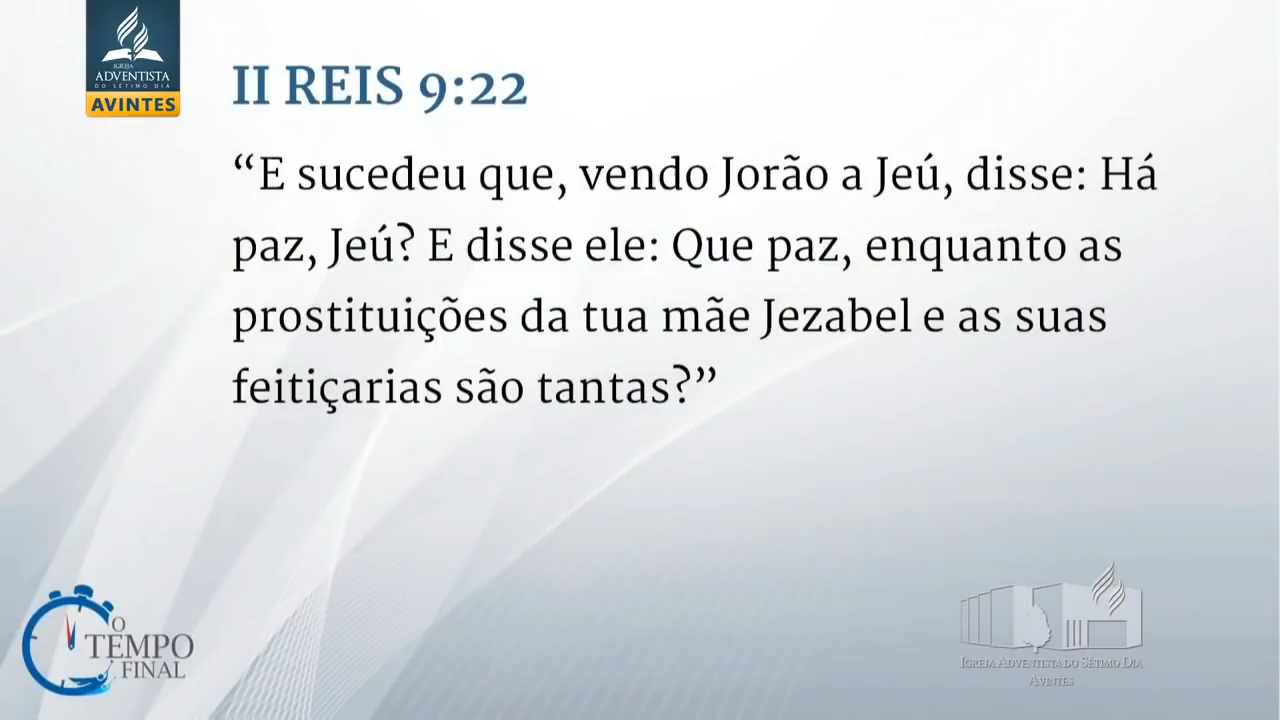 IGREJA
ADVENTISTA
DO SÉTIMO DIA
AVINTES
II REIS 9:22
“E sucedeu que, vendo Jorão a Jeú, disse: Há
paz, Jeú? E disse ele: Que paz, enquanto as
prostituições da tua mãe Jezabel e as suas
feitiçarias são tantas?”
O
TEMPO
FINAL
IGREJA ADVENTISTA DO SÉTIMO DIA
AVINTES